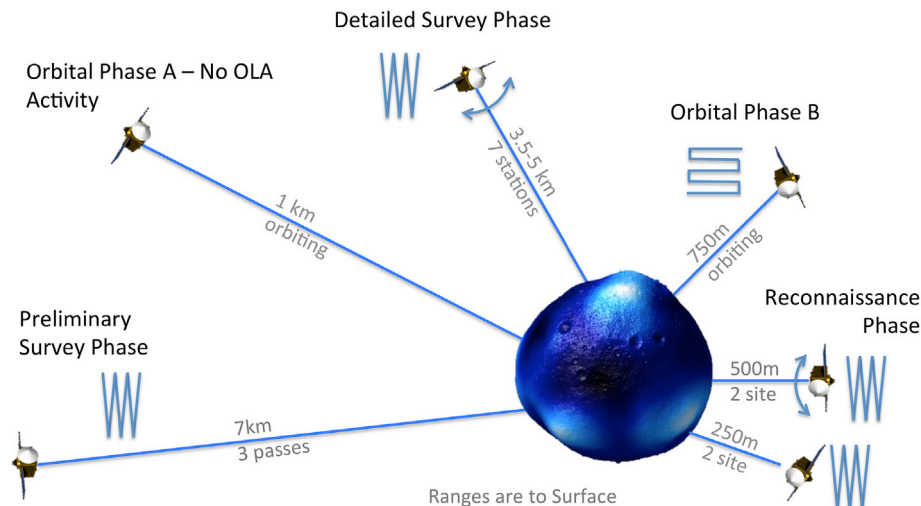 Detailed Survey Phase
Orbital Phase A – No OLA
Activity
Orbital Phase B
3.5-5 km
7 stations
1 km
orbiting
750m
orbiting
Preliminary
Survey Phase
Reconnaissance
Phase
500m
2 site
7km
3 passes
250m
2 site
Ranges are to Surface